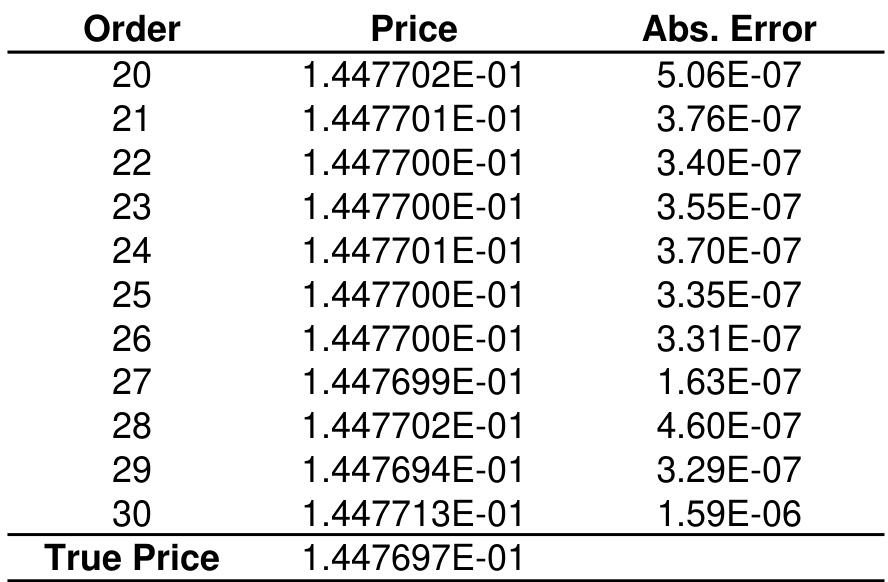 Order Price Abs. Error
20 1.447702E-01 5.06E-07
21 1.447701E-01 3.76E-07
22 1.447700E-01 3.40E-07
23 1.447700E-01 3.55E-07
24 1.447701E-01 3.70E-07
25 1.447700E-01 3.35E-07
26 1.447700E-01 3.31E-07
27 1.447699E-01 1.63E-07
28 1.447702E-01 4.60E-07
29 1.447694E-01 3.29E-07
30 1.447713E-01 1.59E-06
True Price 1.447697E-01